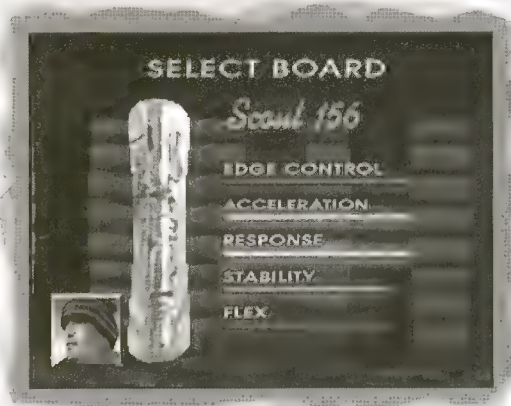 SELECT BOARD
Scout 156
EDGE CONTROL
ACCELERATION
RESPONSE
STABILITY
FLEX